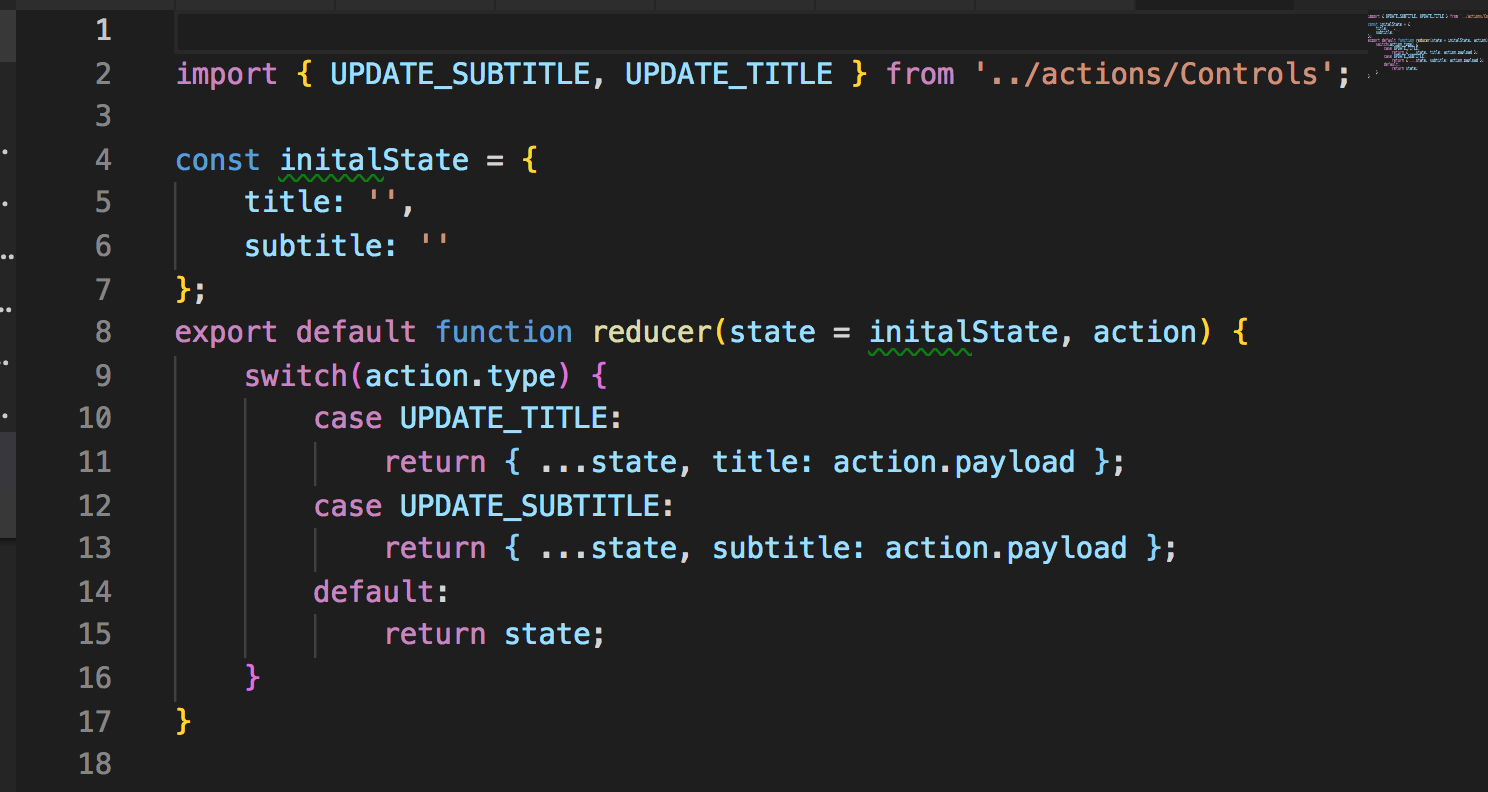 1
2 import { UPDATE_SUBTITLE, UPDATE_TITLE } from '../actions/Controls';
3
4 const initalState = {
5     title: '',
6     subtitle: ''
7 };
8 export default function reducer(state = initalState, action) {
9     switch(action.type) {
10         case UPDATE_TITLE:
11             return { ...state, title: action.payload };
12         case UPDATE_SUBTITLE:
13             return { ...state, subtitle: action.payload };
14         default:
15             return state;
16     }
17 }
18